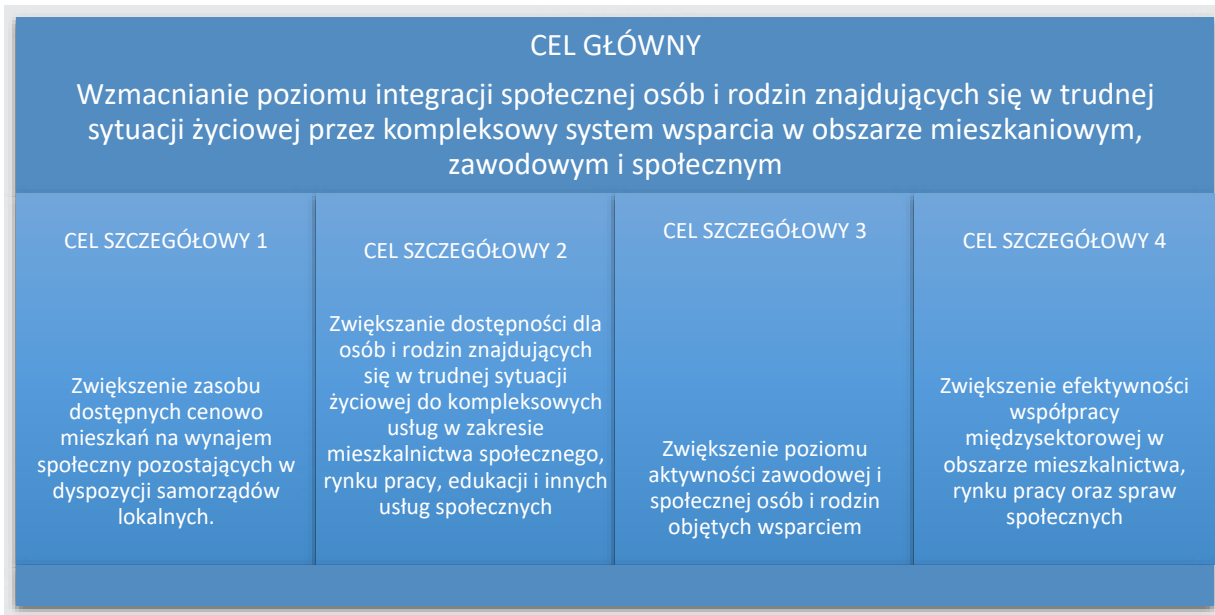 CEL GŁÓWNY
Wzmacnianie poziomu integracji społecznej osób i rodzin znajdujących się w trudnej
sytuacji życiowej przez kompleksowy system wsparcia w obszarze mieszkaniowym,
zawodowym i społecznym
CEL SZCZEGÓŁOWY 1
Zwiększenie zasobu
dostępnych cenowo
mieszkań na wynajem
społeczny pozostających w
dyspozycji samorządów
lokalnych.
CEL SZCZEGÓŁOWY 2
Zwiększanie dostępności dla
osób i rodzin znajdujących
się w trudnej sytuacji
życiowej do kompleksowych
usług w zakresie
mieszkalnictwa społecznego,
rynku pracy, edukacji i innych
usług społecznych
CEL SZCZEGÓŁOWY 3
Zwiększenie poziomu
aktywności zawodowej i
społecznej osób i rodzin
objętych wsparciem
CEL SZCZEGÓŁOWY 4
Zwiększenie efektywności
współpracy
międzysektorowej w
obszarze mieszkalnictwa,
rynku pracy oraz spraw
społecznych